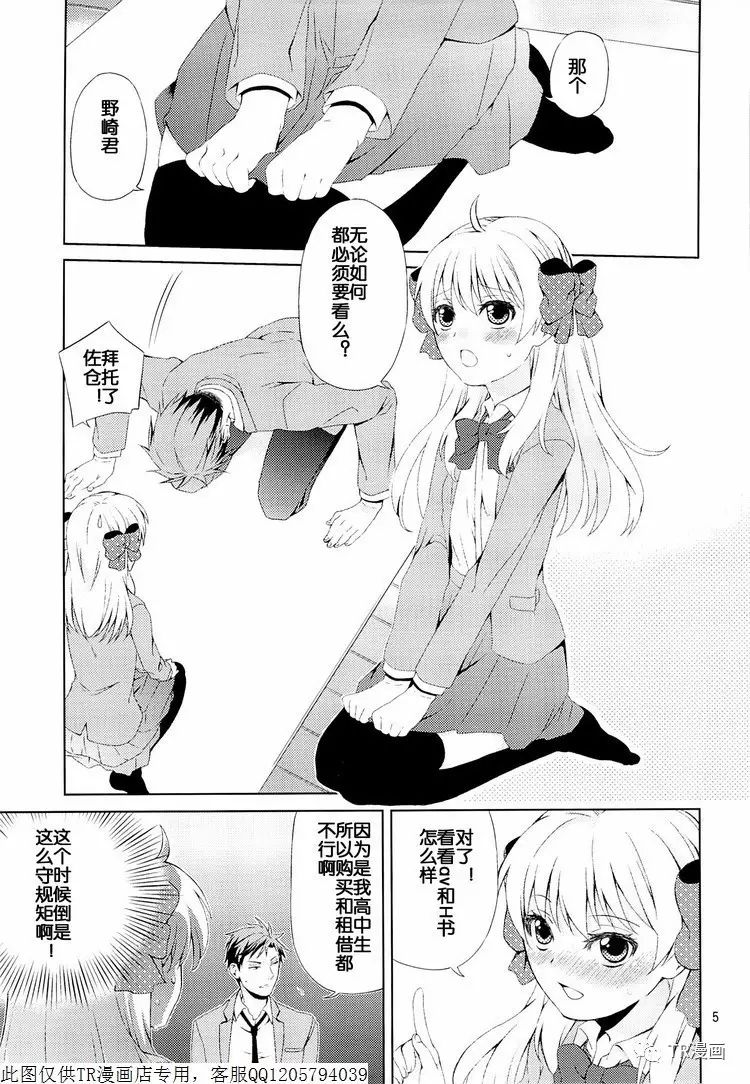 那个
野崎君
无论如何
都必须要看么？
拜托了
佐仓！
对了！
看看av和H书
怎么样
因为是我高中生
所以购买和租借都
不行啊
这个时候倒是
这么守规矩啊！
5
TR漫画
此图仅供TR漫画店专用，客服QQ1205794039